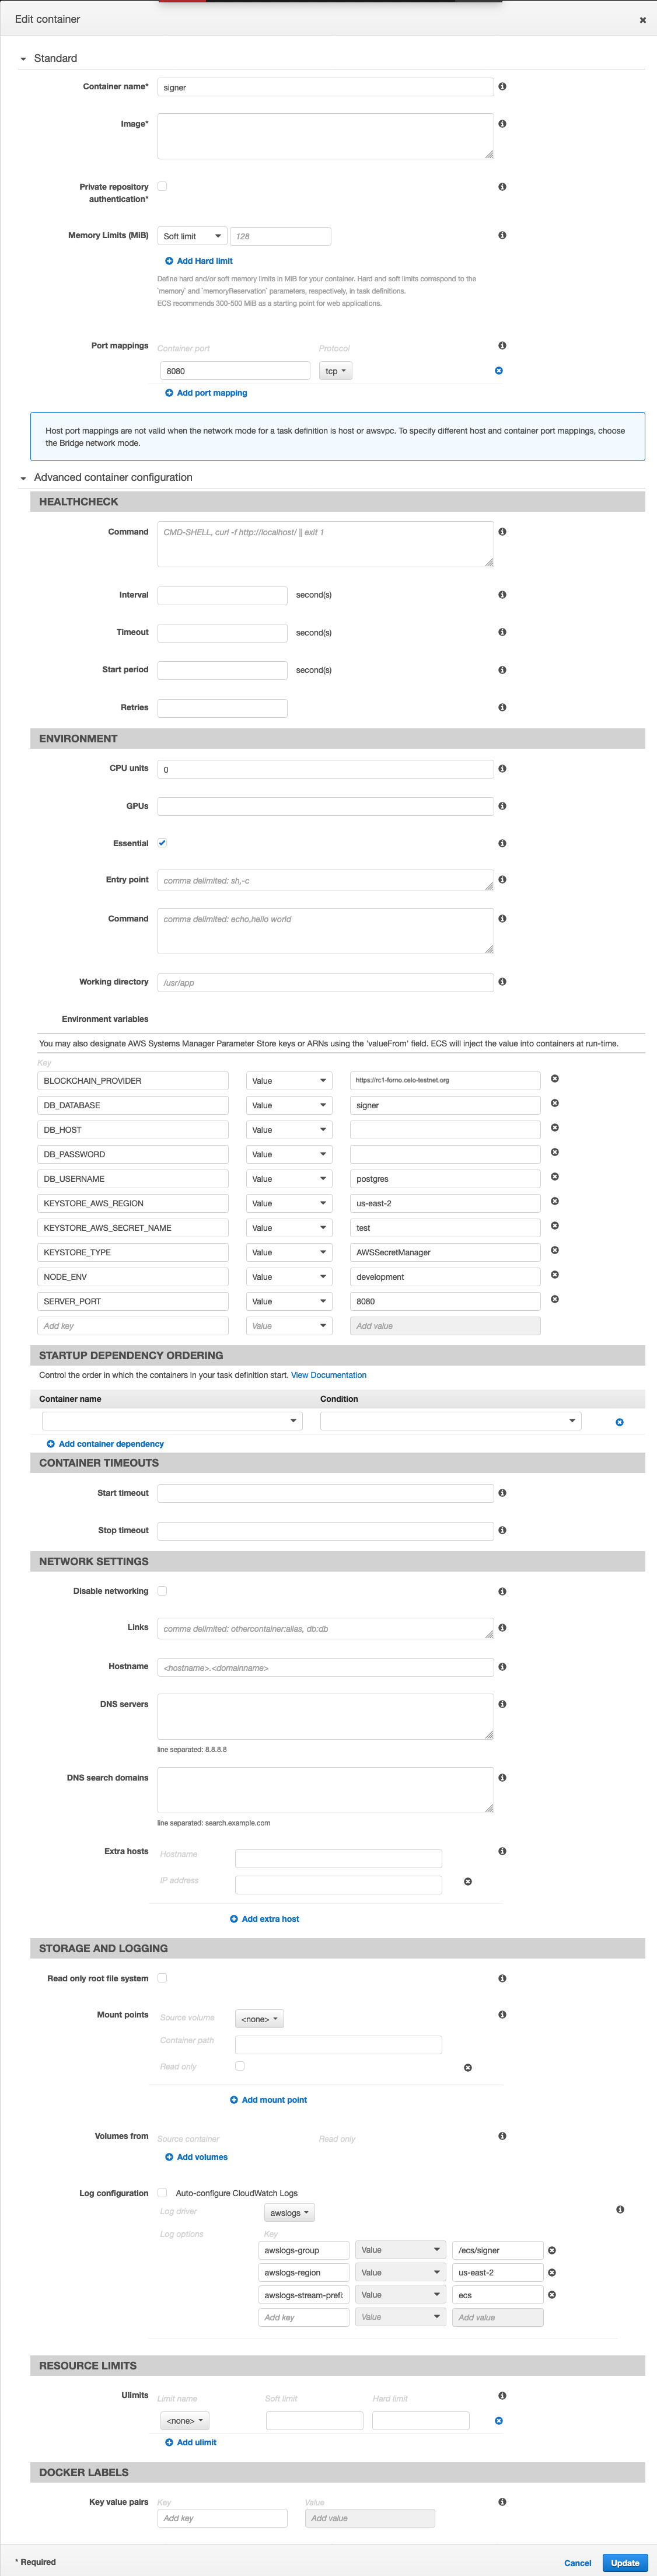 Edit container
Standard
Container name* signer
Image*
Private repository
authentication*
Memory Limits (MiB) Soft limit 128
Add Hard limit
Define hard and/or soft memory limits in MiB for your container. Hard and soft limits correspond to the
`memory` and `memoryReservation` parameters, respectively, in task definitions.
ECS recommends 300-500 MiB as a starting point for web applications.
Port mappings Container port Protocol
8080 tcp
Add port mapping
Host port mappings are not valid when the network mode for a task definition is host or awsvpc. To specify different host and container port mappings, choose
the Bridge network mode.
Advanced container configuration
HEALTHCHECK
Command CMD-SHELL, curl -f http://localhost/ || exit 1
Interval second(s)
Timeout second(s)
Start period second(s)
Retries
ENVIRONMENT
CPU units 0
GPUs
Essential
Entry point comma delimited: sh,-c
Command comma delimited: echo,hello world
Working directory /usr/app
Environment variables
You may also designate AWS Systems Manager Parameter Store keys or ARNs using the 'valueFrom' field. ECS will inject the value into containers at run-time.
Key
BLOCKCHAIN_PROVIDER Value https://rc1-forno.celo-testnet.org
DB_DATABASE Value signer
DB_HOST Value
DB_PASSWORD Value
DB_USERNAME Value postgres
KEYSTORE_AWS_REGION Value us-east-2
KEYSTORE_AWS_SECRET_NAME Value test
KEYSTORE_TYPE Value AWSSecretManager
NODE_ENV Value development
SERVER_PORT Value 8080
Add key Value Add value
STARTUP DEPENDENCY ORDERING
Control the order in which the containers in your task definition start. View Documentation
Container name Condition
Add container dependency
CONTAINER TIMEOUTS
Start timeout
Stop timeout
NETWORK SETTINGS
Disable networking
Links comma delimited: othercontainer:alias, db:db
Hostname <hostname>.<domainname>
DNS servers
line separated: 8.8.8.8
DNS search domains
line separated: search.example.com
Extra hosts Hostname
IP address
Add extra host
STORAGE AND LOGGING
Read only root file system
Mount points Source volume <none>
Container path
Read only
Add mount point
Volumes from Source container Read only
Add volumes
Log configuration Auto-configure CloudWatch Logs
Log driver awslogs
Log options Key
awslogs-group Value /ecs/signer
awslogs-region Value us-east-2
awslogs-stream-prefi: Value ecs
Add key Value Add value
RESOURCE LIMITS
Ulimits Limit name Soft limit Hard limit
<none>
Add ulimit
DOCKER LABELS
Key value pairs Key Value
Add key Add value
* Required Cancel Update